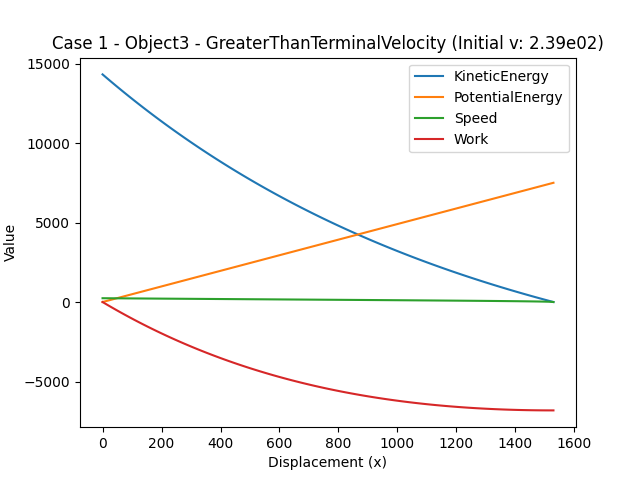 Case 1 - Object3 - GreaterThanTerminalVelocity (Initial v: 2.39e02)
15000
10000
5000
0
−5000
Value
KineticEnergy
PotentialEnergy
Speed
Work
0 200 400 600 800 1000 1200 1400 1600
Displacement (x)